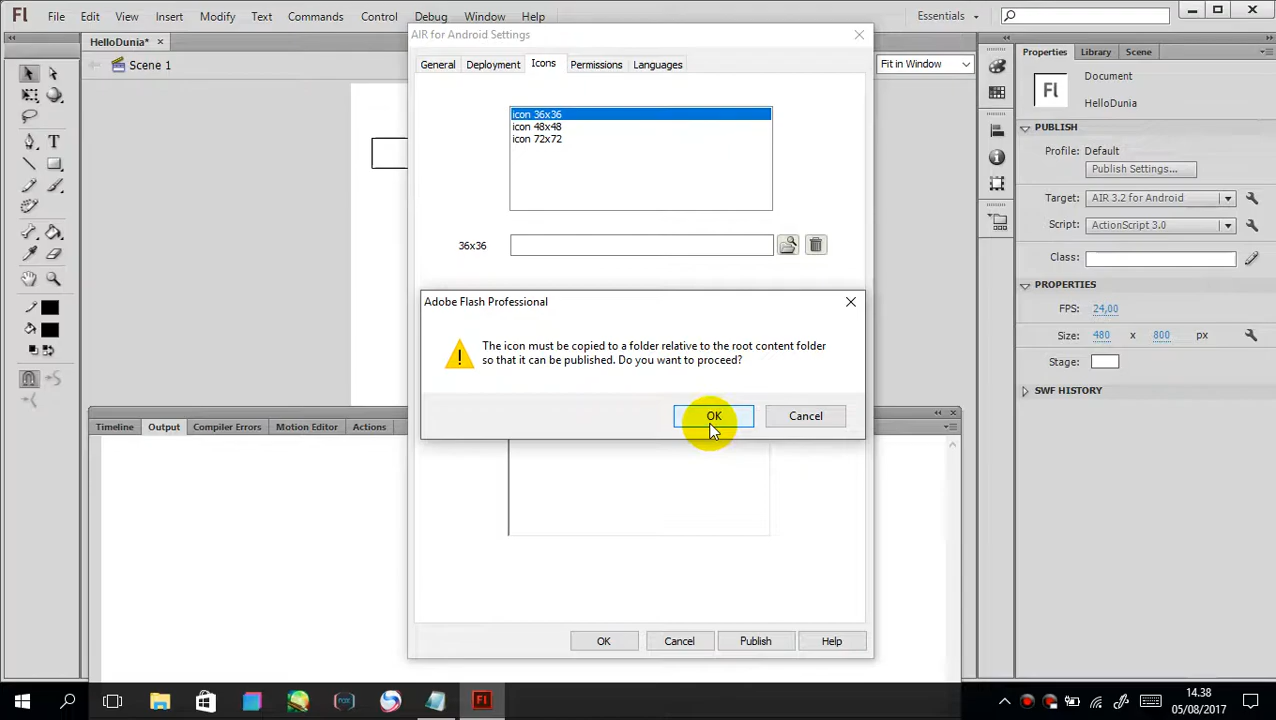 Fl
File Edit View Insert Modify Text Commands Control Debug Window Help
Essentials
HelloDunia*
Scene 1
Fit in Window
AIR for Android Settings
General Deployment Icons Permissions Languages
icon 36x36
icon 48x48
icon 72x72
36x36
Adobe Flash Professional
The icon must be copied to a folder relative to the root content folder
so that it can be published. Do you want to proceed?
OK Cancel
OK Cancel Publish Help
Timeline Output Compiler Errors Motion Editor Actions
Properties Library Scene
Fl
Document
HelloDunia
PUBLISH
Profile: Default
Publish Settings...
Target: AIR 3.2 for Android
Script: ActionScript 3.0
Class:
PROPERTIES
FPS: 24,00
Size: 480 x 800 px
Stage:
SWF HISTORY
Fl
14.38
05/08/2017